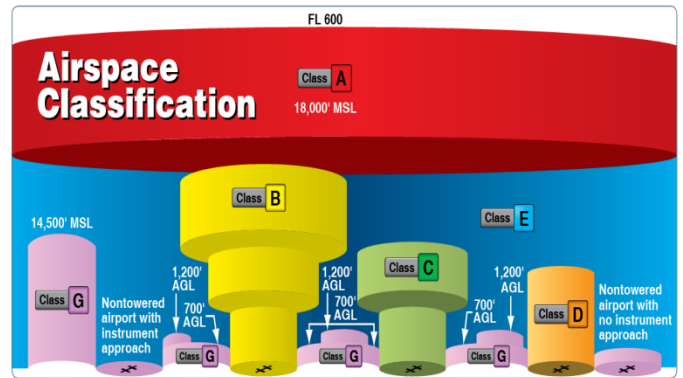 FL 600
Airspace
Classification
Class A
18,000' MSL
Class B
Class E
14,500' MSL
Class C
1,200'
AGL
1,200'
AGL
1,200'
AGL
Class G
Nontowered
airport with
instrument
approach
700'
AGL
700'
AGL
700'
AGL
Class D
Nontowered
airport with
no instrument
approach
Class G
Class G
Class G